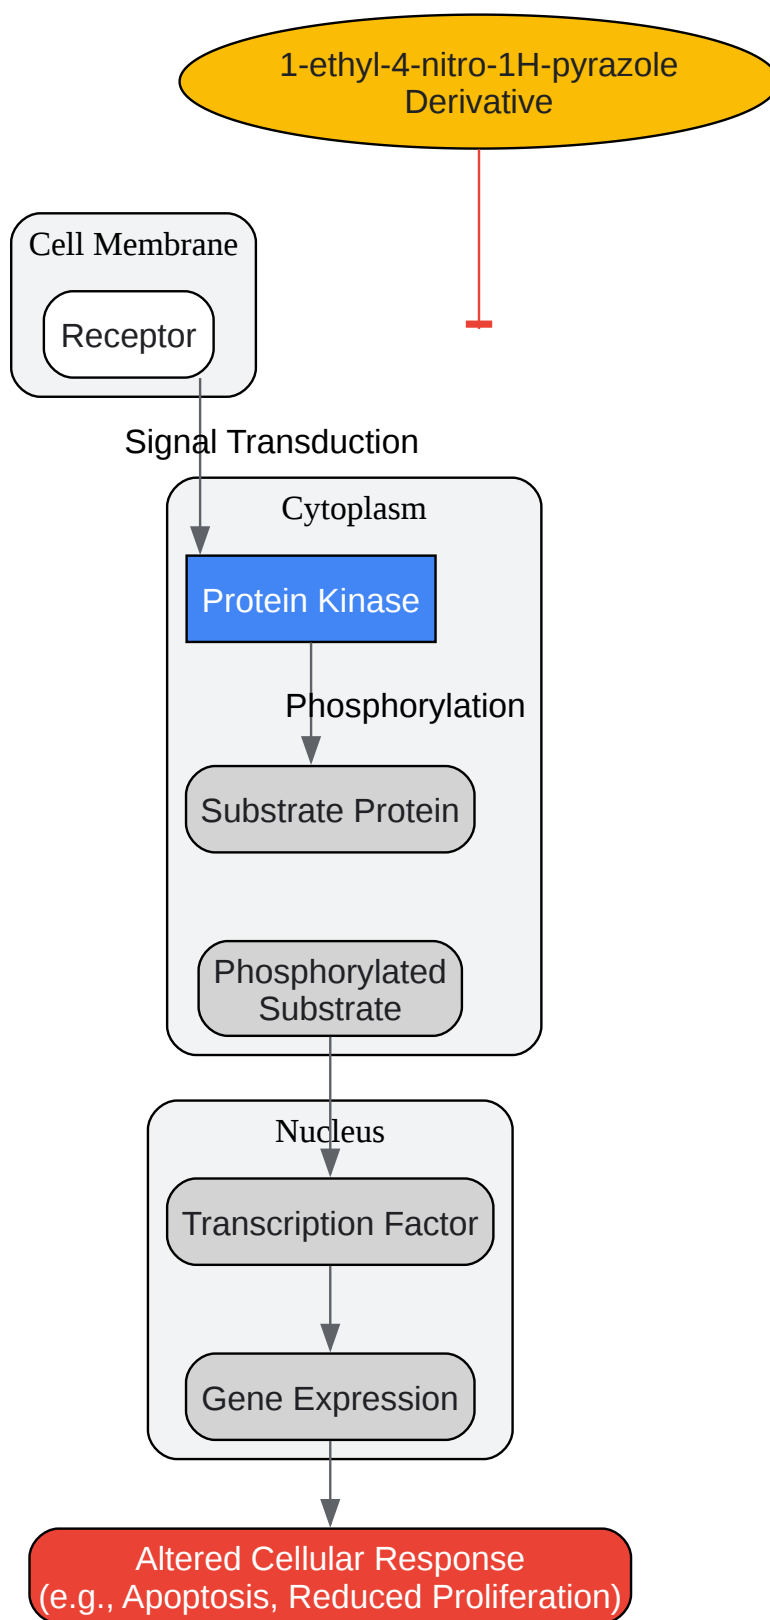 1-ethyl-4-nitro-1H-pyrazole
Derivative
Cell Membrane
Receptor
Signal Transduction
Cytoplasm
Protein Kinase
Phosphorylation
Substrate Protein
Phosphorylated
Substrate
Nucleus
Transcription Factor
Gene Expression
Altered Cellular Response
(e.g., Apoptosis, Reduced Proliferation)